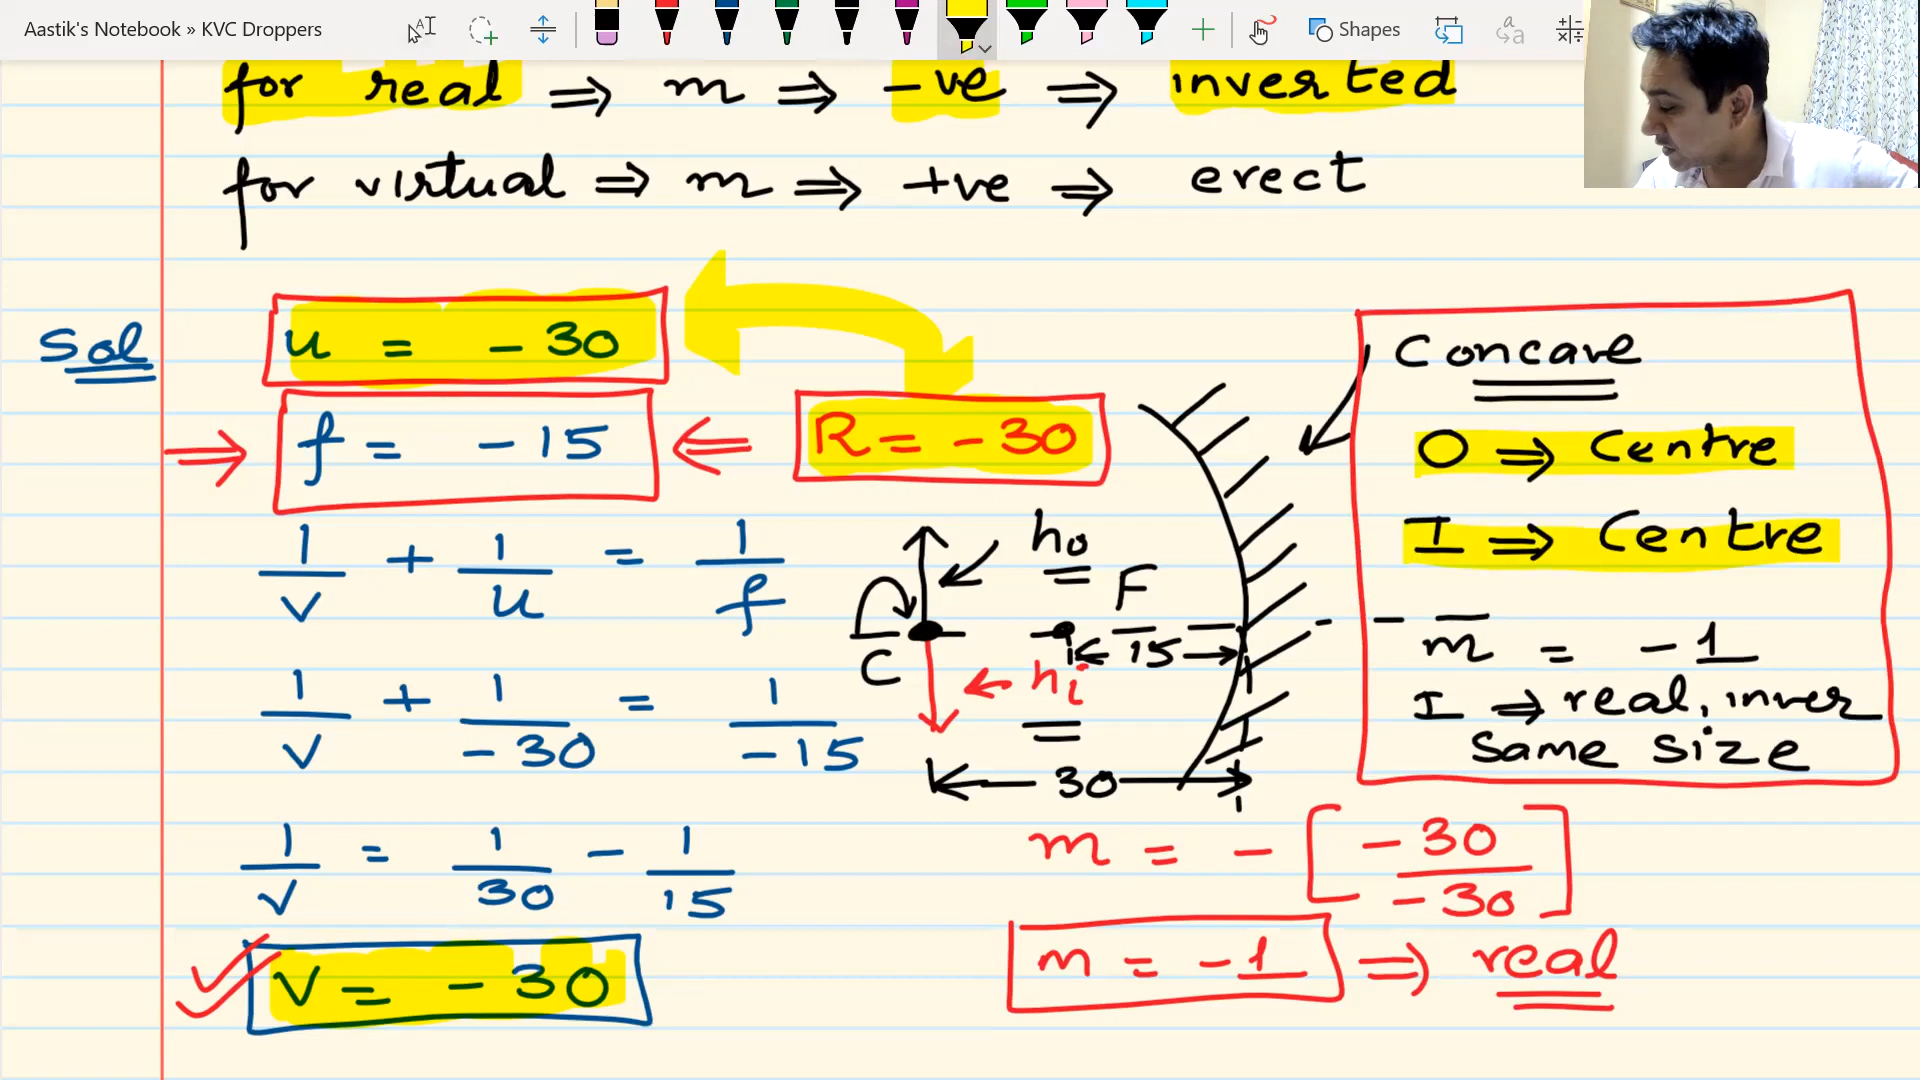 Aastik's Notebook » KVC Droppers
Shapes
for real ⇒ m ⇒ -ve ⇒ inverted
for virtual ⇒ m ⇒ +ve ⇒ erect
Sol
u = - 30
⇒ f = - 15 ⇐ R = - 30
1/v + 1/u = 1/f
1/v + 1/-30 = 1/-15
1/v = 1/30 - 1/15
v = - 30
ho
F
C
15
hi
30
Concave
O ⇒ Centre
I ⇒ Centre
m = - 1
I ⇒ real, inver
Same size
m = - [-30/-30]
m = - 1 ⇒ real